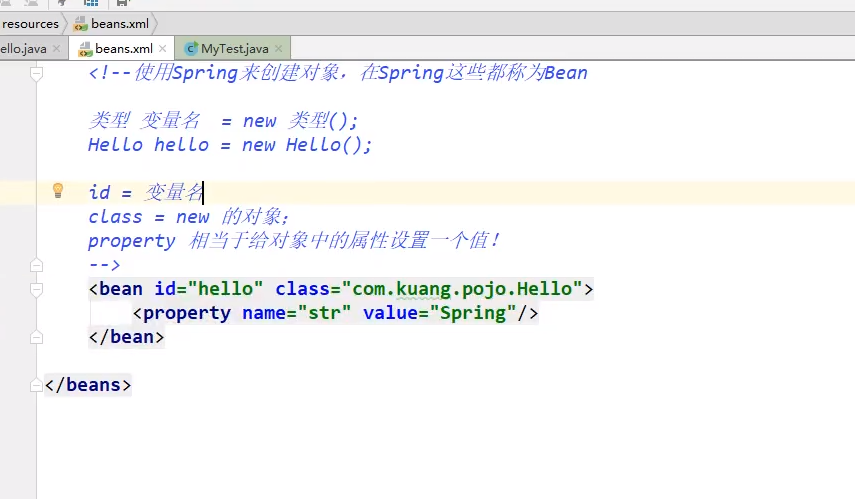 resources beans.xml
ello.java beans.xml MyTest.java
<!--使用Spring来创建对象，在Spring这些都称为Bean
类型 变量名  = new 类型();
Hello hello = new Hello();
id = 变量名
class = new 的对象;
property 相当于给对象中的属性设置一个值！
-->
<bean id="hello" class="com.kuang.pojo.Hello">
<property name="str" value="Spring"/>
</bean>
</beans>